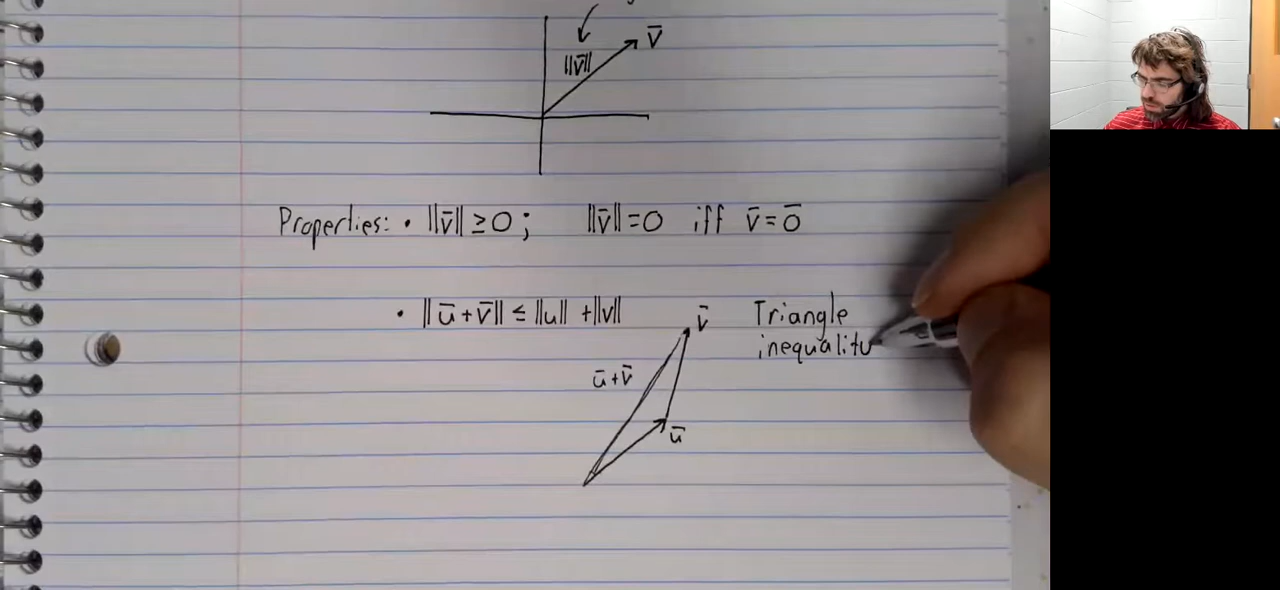 v̄
‖v̄‖
Properties: • ‖v̄‖ ≥ 0 ; ‖v̄‖ = 0 iff v̄ = 0̄
• ‖ū + v̄‖ ≤ ‖u‖ + ‖v‖
v̄
Triangle
inequality
ū + v̄
ū